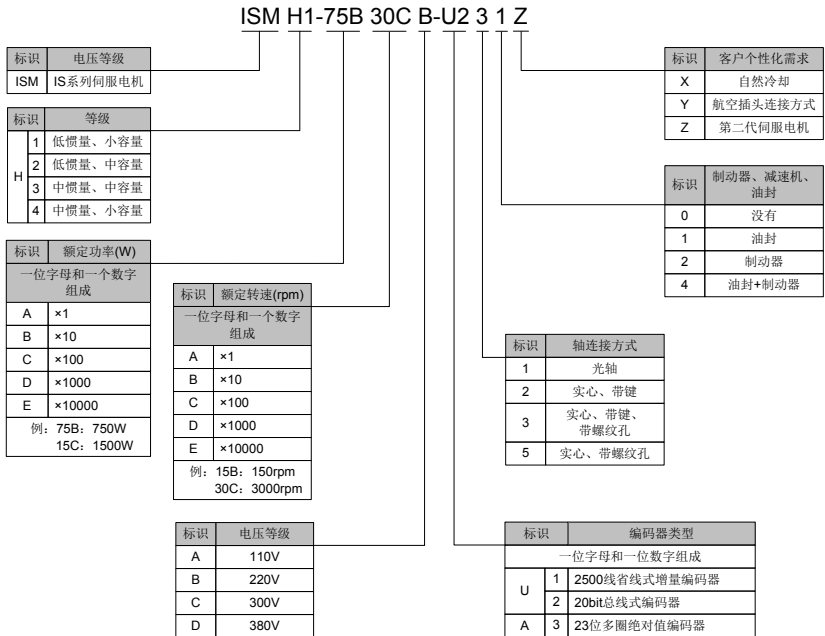 ISM H1-75B 30C B-U2 3 1 Z
标识 电压等级
ISM IS系列伺服电机
标识 等级
H
1 低惯量、小容量
2 低惯量、中容量
3 中惯量、中容量
4 中惯量、小容量
标识 额定功率(W)
一位字母和一个数字
组成
A ×1
B ×10
C ×100
D ×1000
E ×10000
例：75B：750W
15C：1500W
标识 额定转速(rpm)
一位字母和一个数字
组成
A ×1
B ×10
C ×100
D ×1000
E ×10000
例：15B：150rpm
30C：3000rpm
标识 电压等级
A 110V
B 220V
C 300V
D 380V
标识 客户个性化需求
X 自然冷却
Y 航空插头连接方式
Z 第二代伺服电机
标识 制动器、减速机、
油封
0 没有
1 油封
2 制动器
4 油封+制动器
标识 轴连接方式
1 光轴
2 实心、带键
3 实心、带键、
带螺纹孔
5 实心、带螺纹孔
标识 编码器类型
一位字母和一位数字组成
U
1 2500线省线式增量编码器
2 20bit总线式编码器
A 3 23位多圈绝对值编码器